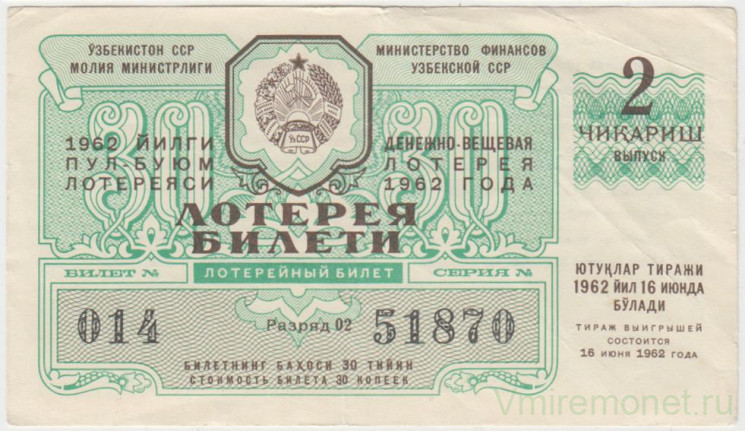 ЎЗБЕКИСТОН ССР
МОЛИЯ МИНИСТРЛИГИ
МИНИСТЕРСТВО ФИНАНСОВ
УЗБЕКСКОЙ ССР
30 30
ЎзССР
1962 ЙИЛГИ
ПУЛ-БУЮМ
ЛОТЕРЕЯСИ
ДЕНЕЖНО-ВЕЩЕВАЯ
ЛОТЕРЕЯ
1962 ГОДА
ЛОТЕРЕЯ
БИЛЕТИ
БИЛЕТ № ЛОТЕРЕЙНЫЙ БИЛЕТ СЕРИЯ №
014 Разряд 02 51870
БИЛЕТНИНГ БАҲОСИ 30 ТИЙИН
СТОИМОСТЬ БИЛЕТА 30 КОПЕЕК
2
ЧИҚАРИШ
ВЫПУСК
ЮТУҚЛАР ТИРАЖИ
1962 ЙИЛ 16 ИЮНДА
БЎЛАДИ
ТИРАЖ ВЫИГРЫШЕЙ
СОСТОИТСЯ
16 ИЮНЯ 1962 ГОДА
Vmiremonet.ru